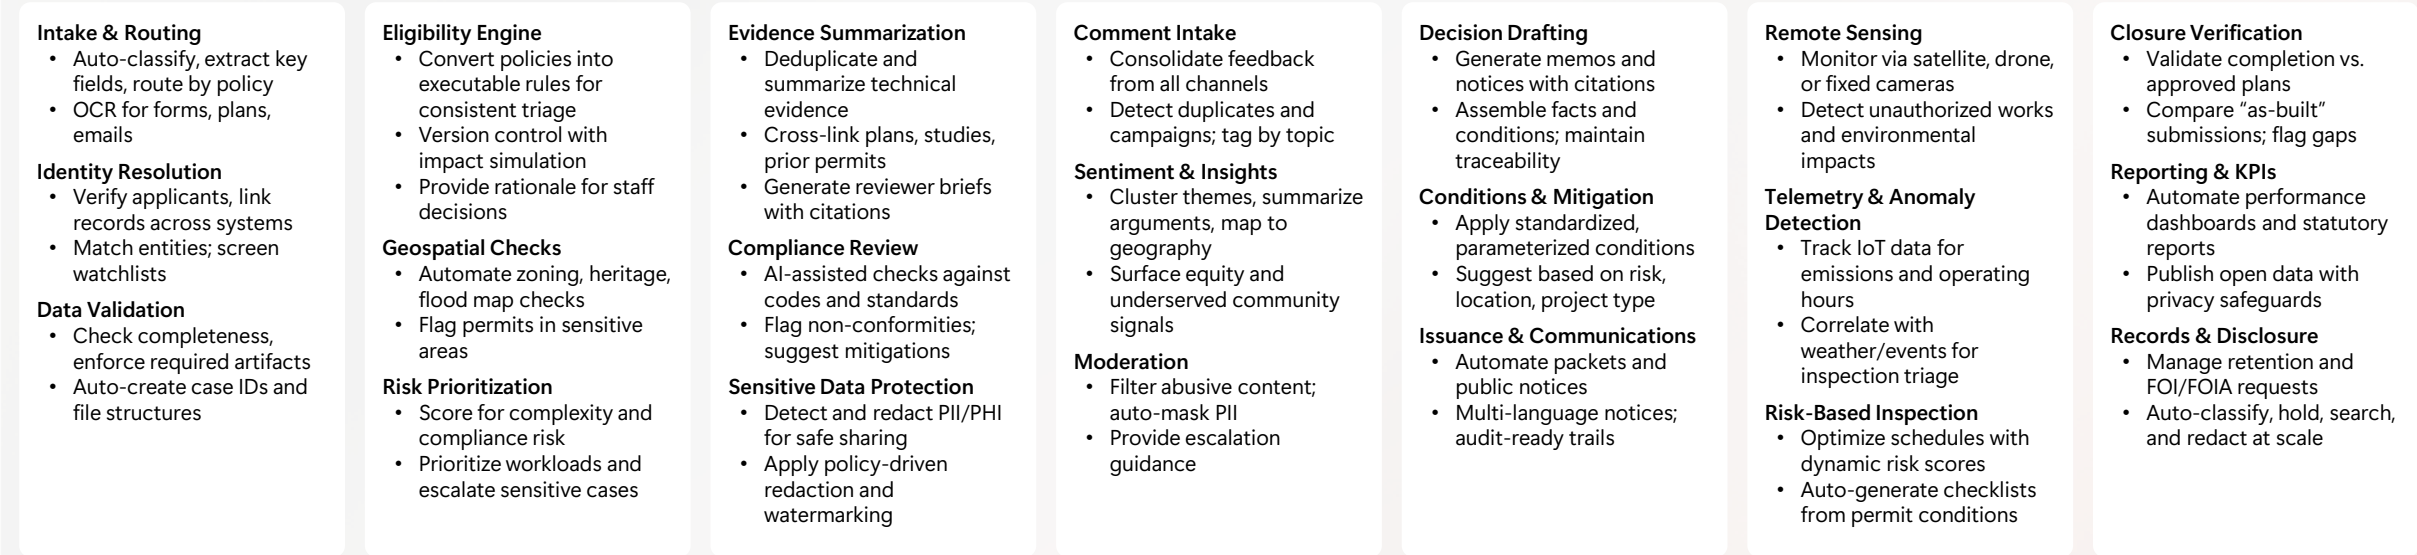 Intake & Routing
• Auto-classify, extract key
fields, route by policy
• OCR for forms, plans,
emails
Identity Resolution
• Verify applicants, link
records across systems
• Match entities; screen
watchlists
Data Validation
• Check completeness,
enforce required artifacts
• Auto-create case IDs and
file structures
Eligibility Engine
• Convert policies into
executable rules for
consistent triage
• Version control with
impact simulation
• Provide rationale for staff
decisions
Geospatial Checks
• Automate zoning, heritage,
flood map checks
• Flag permits in sensitive
areas
Risk Prioritization
• Score for complexity and
compliance risk
• Prioritize workloads and
escalate sensitive cases
Evidence Summarization
• Deduplicate and
summarize technical
evidence
• Cross-link plans, studies,
prior permits
• Generate reviewer briefs
with citations
Compliance Review
• AI-assisted checks against
codes and standards
• Flag non-conformities;
suggest mitigations
Sensitive Data Protection
• Detect and redact PII/PHI
for safe sharing
• Apply policy-driven
redaction and
watermarking
Comment Intake
• Consolidate feedback
from all channels
• Detect duplicates and
campaigns; tag by topic
Sentiment & Insights
• Cluster themes, summarize
arguments, map to
geography
• Surface equity and
underserved community
signals
Moderation
• Filter abusive content;
auto-mask PII
• Provide escalation
guidance
Decision Drafting
• Generate memos and
notices with citations
• Assemble facts and
conditions; maintain
traceability
Conditions & Mitigation
• Apply standardized,
parameterized conditions
• Suggest based on risk,
location, project type
Issuance & Communications
• Automate packets and
public notices
• Multi-language notices;
audit-ready trails
Remote Sensing
• Monitor via satellite, drone,
or fixed cameras
• Detect unauthorized works
and environmental
impacts
Telemetry & Anomaly
Detection
• Track IoT data for
emissions and operating
hours
• Correlate with
weather/events for
inspection triage
Risk-Based Inspection
• Optimize schedules with
dynamic risk scores
• Auto-generate checklists
from permit conditions
Closure Verification
• Validate completion vs.
approved plans
• Compare “as-built”
submissions; flag gaps
Reporting & KPIs
• Automate performance
dashboards and statutory
reports
• Publish open data with
privacy safeguards
Records & Disclosure
• Manage retention and
FOI/FOIA requests
• Auto-classify, hold, search,
and redact at scale